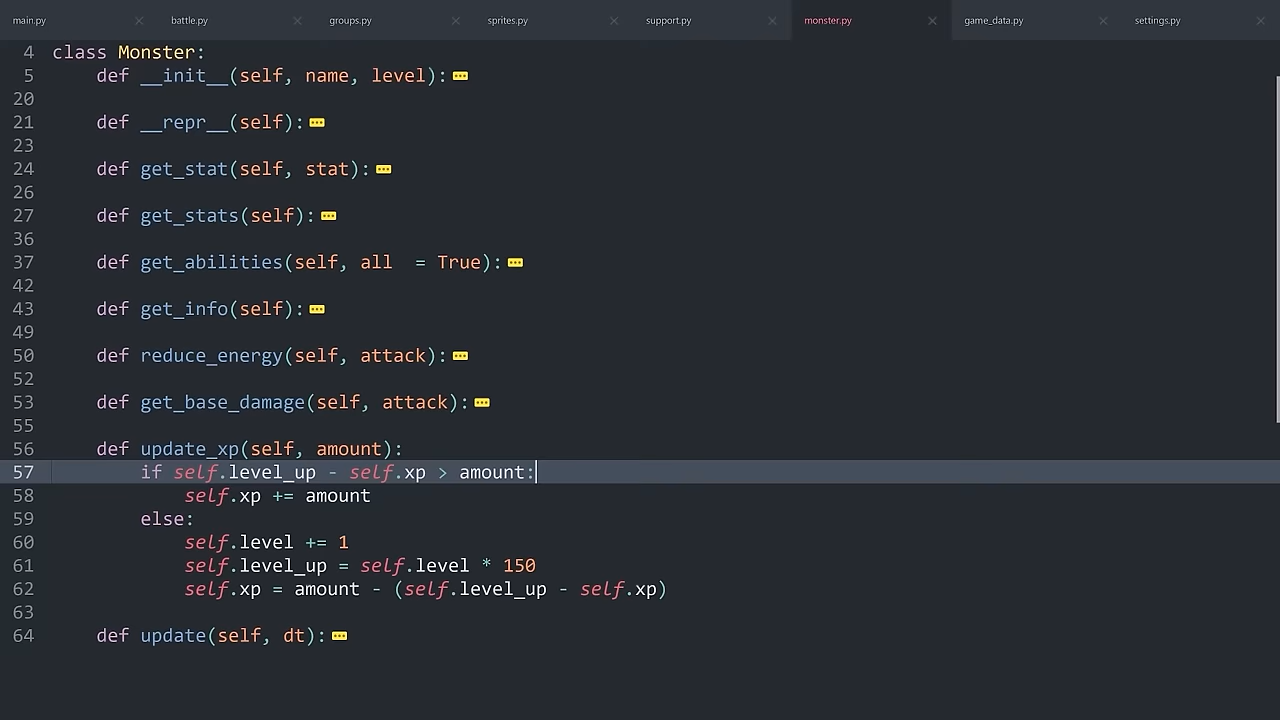 main.py battle.py groups.py sprites.py support.py monster.py game_data.py settings.py
4 class Monster:
5     def __init__(self, name, level):
20
21     def __repr__(self):
23
24     def get_stat(self, stat):
26
27     def get_stats(self):
36
37     def get_abilities(self, all  = True):
42
43     def get_info(self):
49
50     def reduce_energy(self, attack):
52
53     def get_base_damage(self, attack):
55
56     def update_xp(self, amount):
57         if self.level_up - self.xp > amount:
58             self.xp += amount
59         else:
60             self.level += 1
61             self.level_up = self.level * 150
62             self.xp = amount - (self.level_up - self.xp)
63
64     def update(self, dt):